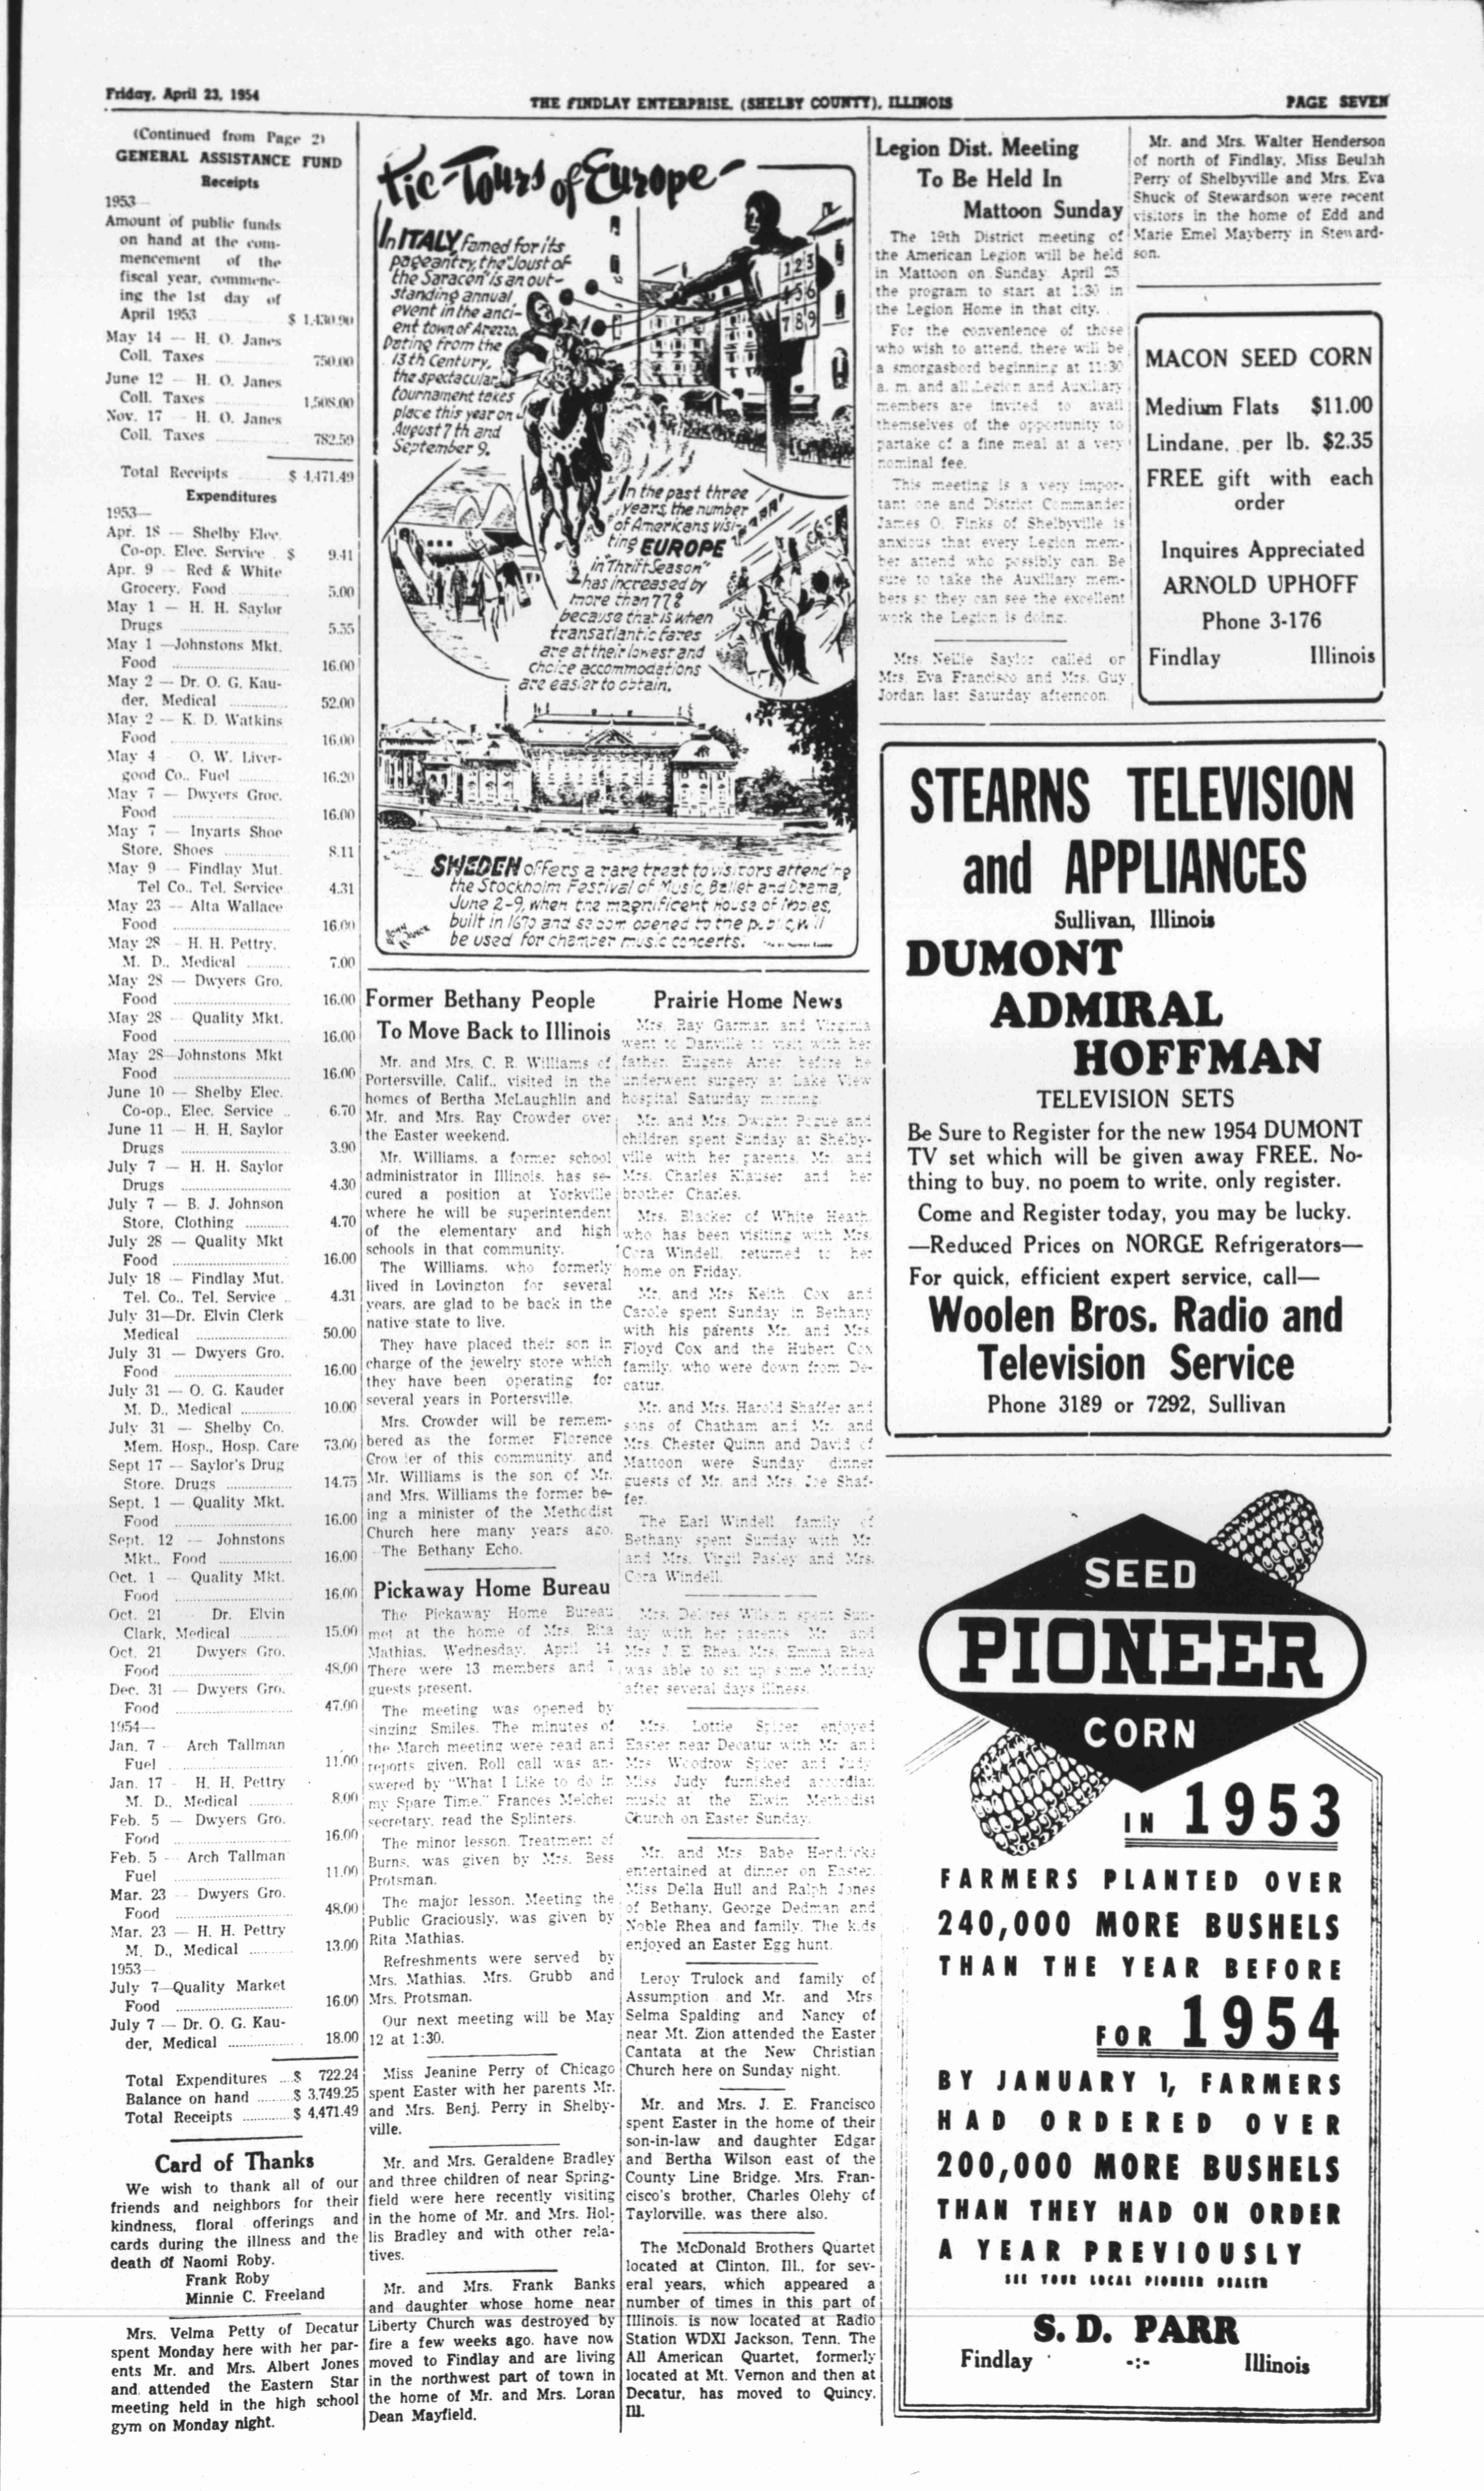 Friday, April 23, 1954
THE FINDLAY ENTERPRISE, (SHELBY COUNTY), ILLINOIS
PAGE SEVEN
(Continued from Page 2)
GENERAL ASSISTANCE FUND
Receipts
1953—
Amount of public funds
on hand at the com-
mencement of the
fiscal year, commenc-
ing the 1st day of
April 1953 $ 1,430.90
May 14 — H. O. Janes
Coll. Taxes 750.00
June 12 — H. O. Janes
Coll. Taxes 1,508.00
Nov. 17 — H. O. Janes
Coll. Taxes 782.59
Total Receipts $ 4,471.49
Expenditures
1953—
Apr. 18 — Shelby Elec.
Co-op. Elec. Service $ 9.41
Apr. 9 — Red & White
Grocery, Food 5.00
May 1 — H. H. Saylor
Drugs 5.55
May 1 —Johnstons Mkt.
Food 16.00
May 2 — Dr. O. G. Kau-
der, Medical 52.00
May 2 — K. D. Watkins
Food 16.00
May 4 O. W. Liver-
good Co., Fuel 16.20
May 7 — Dwyers Groc.
Food 16.00
May 7 — Inyarts Shoe
Store, Shoes 8.11
May 9 — Findlay Mut.
Tel Co., Tel. Service 4.31
May 23 — Alta Wallace
Food 16.00
May 28 — H. H. Pettry,
M. D., Medical 7.00
May 28 — Dwyers Gro.
Food 16.00
May 28 — Quality Mkt.
Food 16.00
May 28—Johnstons Mkt
Food 16.00
June 10 — Shelby Elec.
Co-op., Elec. Service 6.70
June 11 — H. H. Saylor
Drugs 3.90
July 7 — H. H. Saylor
Drugs 4.30
July 7 — B. J. Johnson
Store, Clothing 4.70
July 28 — Quality Mkt
Food 16.00
July 18 — Findlay Mut.
Tel. Co., Tel. Service 4.31
July 31—Dr. Elvin Clerk
Medical 50.00
July 31 — Dwyers Gro.
Food 16.00
July 31 — O. G. Kauder
M. D., Medical 10.00
July 31 — Shelby Co.
Mem. Hosp., Hosp. Care 73.00
Sept 17 — Saylor's Drug
Store, Drugs 14.75
Sept. 1 — Quality Mkt.
Food 16.00
Sept. 12 — Johnstons
Mkt., Food 16.00
Oct. 1 — Quality Mkt.
Food 16.00
Oct. 21 Dr. Elvin
Clark, Medical 15.00
Oct. 21 Dwyers Gro.
Food 48.00
Dec. 31 — Dwyers Gro.
Food 47.00
1954—
Jan. 7 — Arch Tallman
Fuel 11.00
Jan. 17 - H. H. Pettry
M. D., Medical 8.00
Feb. 5 — Dwyers Gro.
Food 16.00
Feb. 5 — Arch Tallman
Fuel 11.00
Mar. 23 — Dwyers Gro.
Food 48.00
Mar. 23 — H. H. Pettry
M. D., Medical 13.00
1953—
July 7—Quality Market
Food 16.00
July 7 — Dr. O. G. Kau-
der, Medical 18.00
Total Expenditures $ 722.24
Balance on hand $ 3,749.25
Total Receipts $ 4,471.49
Card of Thanks
We wish to thank all of our
friends and neighbors for their
kindness, floral offerings and
cards during the illness and the
death of Naomi Roby.
Frank Roby
Minnie C. Freeland
Mrs. Velma Petty of Decatur
spent Monday here with her par-
ents Mr. and Mrs. Albert Jones
and attended the Eastern Star
meeting held in the high school
gym on Monday night.
Pic-Tours of Europe
In ITALY, famed for its
pageantry, the "Joust of
the Saracen" is an out-
standing annual
event in the anci-
ent town of Arezzo.
Dating from the
13th Century,
the spectacular
tournament takes
place this year on
August 7th and
September 9.
123
456
789
In the past three
years, the number
of Americans visi-
ting EUROPE
in "Thrift Season"
has increased by
more than 77%
because that is when
transatlantic fares
are at their lowest and
choice accommodations
are easier to obtain.
SWEDEN offers a rare treat to visitors attending
the Stockholm Festival of Music, Ballet and Drama,
June 2-9, when the magnificent House of Nobles,
built in 1670 and seldom opened to the public, will
be used for chamber music concerts.
Former Bethany People
To Move Back to Illinois
Mr. and Mrs. C. R. Williams of
Portersville, Calif., visited in the
homes of Bertha McLaughlin and
Mr. and Mrs. Ray Crowder over
the Easter weekend.
Mr. Williams, a former school
administrator in Illinois, has se-
cured a position at Yorkville
where he will be superintendent
of the elementary and high
schools in that community.
The Williams, who formerly
lived in Lovington for several
years, are glad to be back in the
native state to live.
They have placed their son in
charge of the jewelry store which
they have been operating for
several years in Portersville.
Mrs. Crowder will be remem-
bered as the former Florence
Crowder of this community, and
Mr. Williams is the son of Mr.
and Mrs. Williams the former be-
ing a minister of the Methodist
Church here many years ago.
—The Bethany Echo.
Pickaway Home Bureau
The Pickaway Home Bureau
met at the home of Mrs. Rita
Mathias, Wednesday, April 14.
There were 13 members and 7
guests present.
The meeting was opened by
singing Smiles. The minutes of
the March meeting were read and
reports given. Roll call was an-
swered by "What I Like to do in
my Spare Time." Frances Melcher
secretary, read the Splinters.
The minor lesson, Treatment of
Burns, was given by Mrs. Bess
Protsman.
The major lesson, Meeting the
Public Graciously, was given by
Rita Mathias.
Refreshments were served by
Mrs. Mathias, Mrs. Grubb and
Mrs. Protsman.
Our next meeting will be May
12 at 1:30.
Miss Jeanine Perry of Chicago
spent Easter with her parents Mr.
and Mrs. Benj. Perry in Shelby-
ville.
Mr. and Mrs. Geraldene Bradley
and three children of near Spring-
field were here recently visiting
in the home of Mr. and Mrs. Hol-
lis Bradley and with other rela-
tives.
Mr. and Mrs. Frank Banks
and daughter whose home near
Liberty Church was destroyed by
fire a few weeks ago, have now
moved to Findlay and are living
in the northwest part of town in
the home of Mr. and Mrs. Loran
Dean Mayfield.
Prairie Home News
Mrs. Ray Garman and Virginia
went to Danville to visit with her
father, Eugene Arter before he
underwent surgery at Lake View
hospital Saturday morning.
Mr. and Mrs. Dwight Pogue and
children spent Sunday at Shelby-
ville with her parents, Mr. and
Mrs. Charles Klauser and her
brother Charles.
Mrs. Blacker of White Heath,
who has been visiting with Mrs.
Cora Windell, returned to her
home on Friday.
Mr. and Mrs Keith Cox and
Carole spent Sunday in Bethany
with his parents Mr. and Mrs.
Floyd Cox and the Hubert Cox
family, who were down from De-
catur.
Mr. and Mrs. Harold Shaffer and
sons of Chatham and Mr. and
Mrs. Chester Quinn and David of
Mattoon were Sunday dinner
guests of Mr. and Mrs. Joe Shaf-
fer.
The Earl Windell family of
Bethany spent Sunday with Mr.
and Mrs. Virgil Pasley and Mrs.
Cora Windell.
Mrs. Delores Wilson spent Sun-
day with her parents Mr. and
Mrs J. E. Rhea. Mrs. Emma Rhea
was able to sit up some Monday
after several days illness.
Mrs. Lottie Spicer enjoyed
Easter near Decatur with Mr. and
Mrs Woodrow Spicer and Judy
Miss Judy furnished accordian
music at the Elwin Methodist
Church on Easter Sunday.
Mr. and Mrs Babe Hendricks
entertained at dinner on Easter,
Miss Della Hull and Ralph Jones
of Bethany, George Dedman and
Noble Rhea and family. The kids
enjoyed an Easter Egg hunt.
Leroy Trulock and family of
Assumption and Mr. and Mrs.
Selma Spalding and Nancy of
near Mt. Zion attended the Easter
Cantata at the New Christian
Church here on Sunday night.
Mr. and Mrs. J. E. Francisco
spent Easter in the home of their
son-in-law and daughter Edgar
and Bertha Wilson east of the
County Line Bridge. Mrs. Fran-
cisco's brother, Charles Olehy of
Taylorville, was there also.
The McDonald Brothers Quartet
located at Clinton, Ill., for sev-
eral years, which appeared a
number of times in this part of
Illinois, is now located at Radio
Station WDXI Jackson, Tenn. The
All American Quartet, formerly
located at Mt. Vernon and then at
Decatur, has moved to Quincy,
Ill.
Legion Dist. Meeting
To Be Held In
Mattoon Sunday
The 19th District meeting of
the American Legion will be held
in Mattoon on Sunday April 25
the program to start at 1:30 in
the Legion Home in that city.
For the convenience of those
who wish to attend, there will be
a smorgasbord beginning at 11:30
a. m. and all Legion and Auxiliary
members are invited to avail
themselves of the opportunity to
partake of a fine meal at a very
nominal fee.
This meeting is a very impor-
tant one and District Commander
James O. Finks of Shelbyville is
anxious that every Legion mem-
ber attend who possibly can. Be
sure to take the Auxiliary mem-
bers so they can see the excellent
work the Legion is doing.
Mrs. Nellie Saylor called or
Mrs. Eva Francisco and Mrs. Guy
Jordan last Saturday afternoon.
Mr. and Mrs. Walter Henderson
of north of Findlay, Miss Beulah
Perry of Shelbyville and Mrs. Eva
Shuck of Stewardson were recent
visitors in the home of Edd and
Marie Emel Mayberry in Steward-
son.
MACON SEED CORN
Medium Flats $11.00
Lindane, per lb. $2.35
FREE gift with each
order
Inquires Appreciated
ARNOLD UPHOFF
Phone 3-176
Findlay Illinois
STEARNS TELEVISION
and APPLIANCES
Sullivan, Illinois
DUMONT
ADMIRAL
HOFFMAN
TELEVISION SETS
Be Sure to Register for the new 1954 DUMONT
TV set which will be given away FREE. No-
thing to buy, no poem to write, only register.
Come and Register today, you may be lucky.
—Reduced Prices on NORGE Refrigerators—
For quick, efficient expert service, call—
Woolen Bros. Radio and
Television Service
Phone 3189 or 7292, Sullivan
SEED
PIONEER
CORN
IN 1953
FARMERS PLANTED OVER
240,000 MORE BUSHELS
THAN THE YEAR BEFORE
FOR 1954
BY JANUARY 1, FARMERS
HAD ORDERED OVER
200,000 MORE BUSHELS
THAN THEY HAD ON ORDER
A YEAR PREVIOUSLY
SEE YOUR LOCAL PIONEER DEALER
S. D. PARR
Findlay -:- Illinois